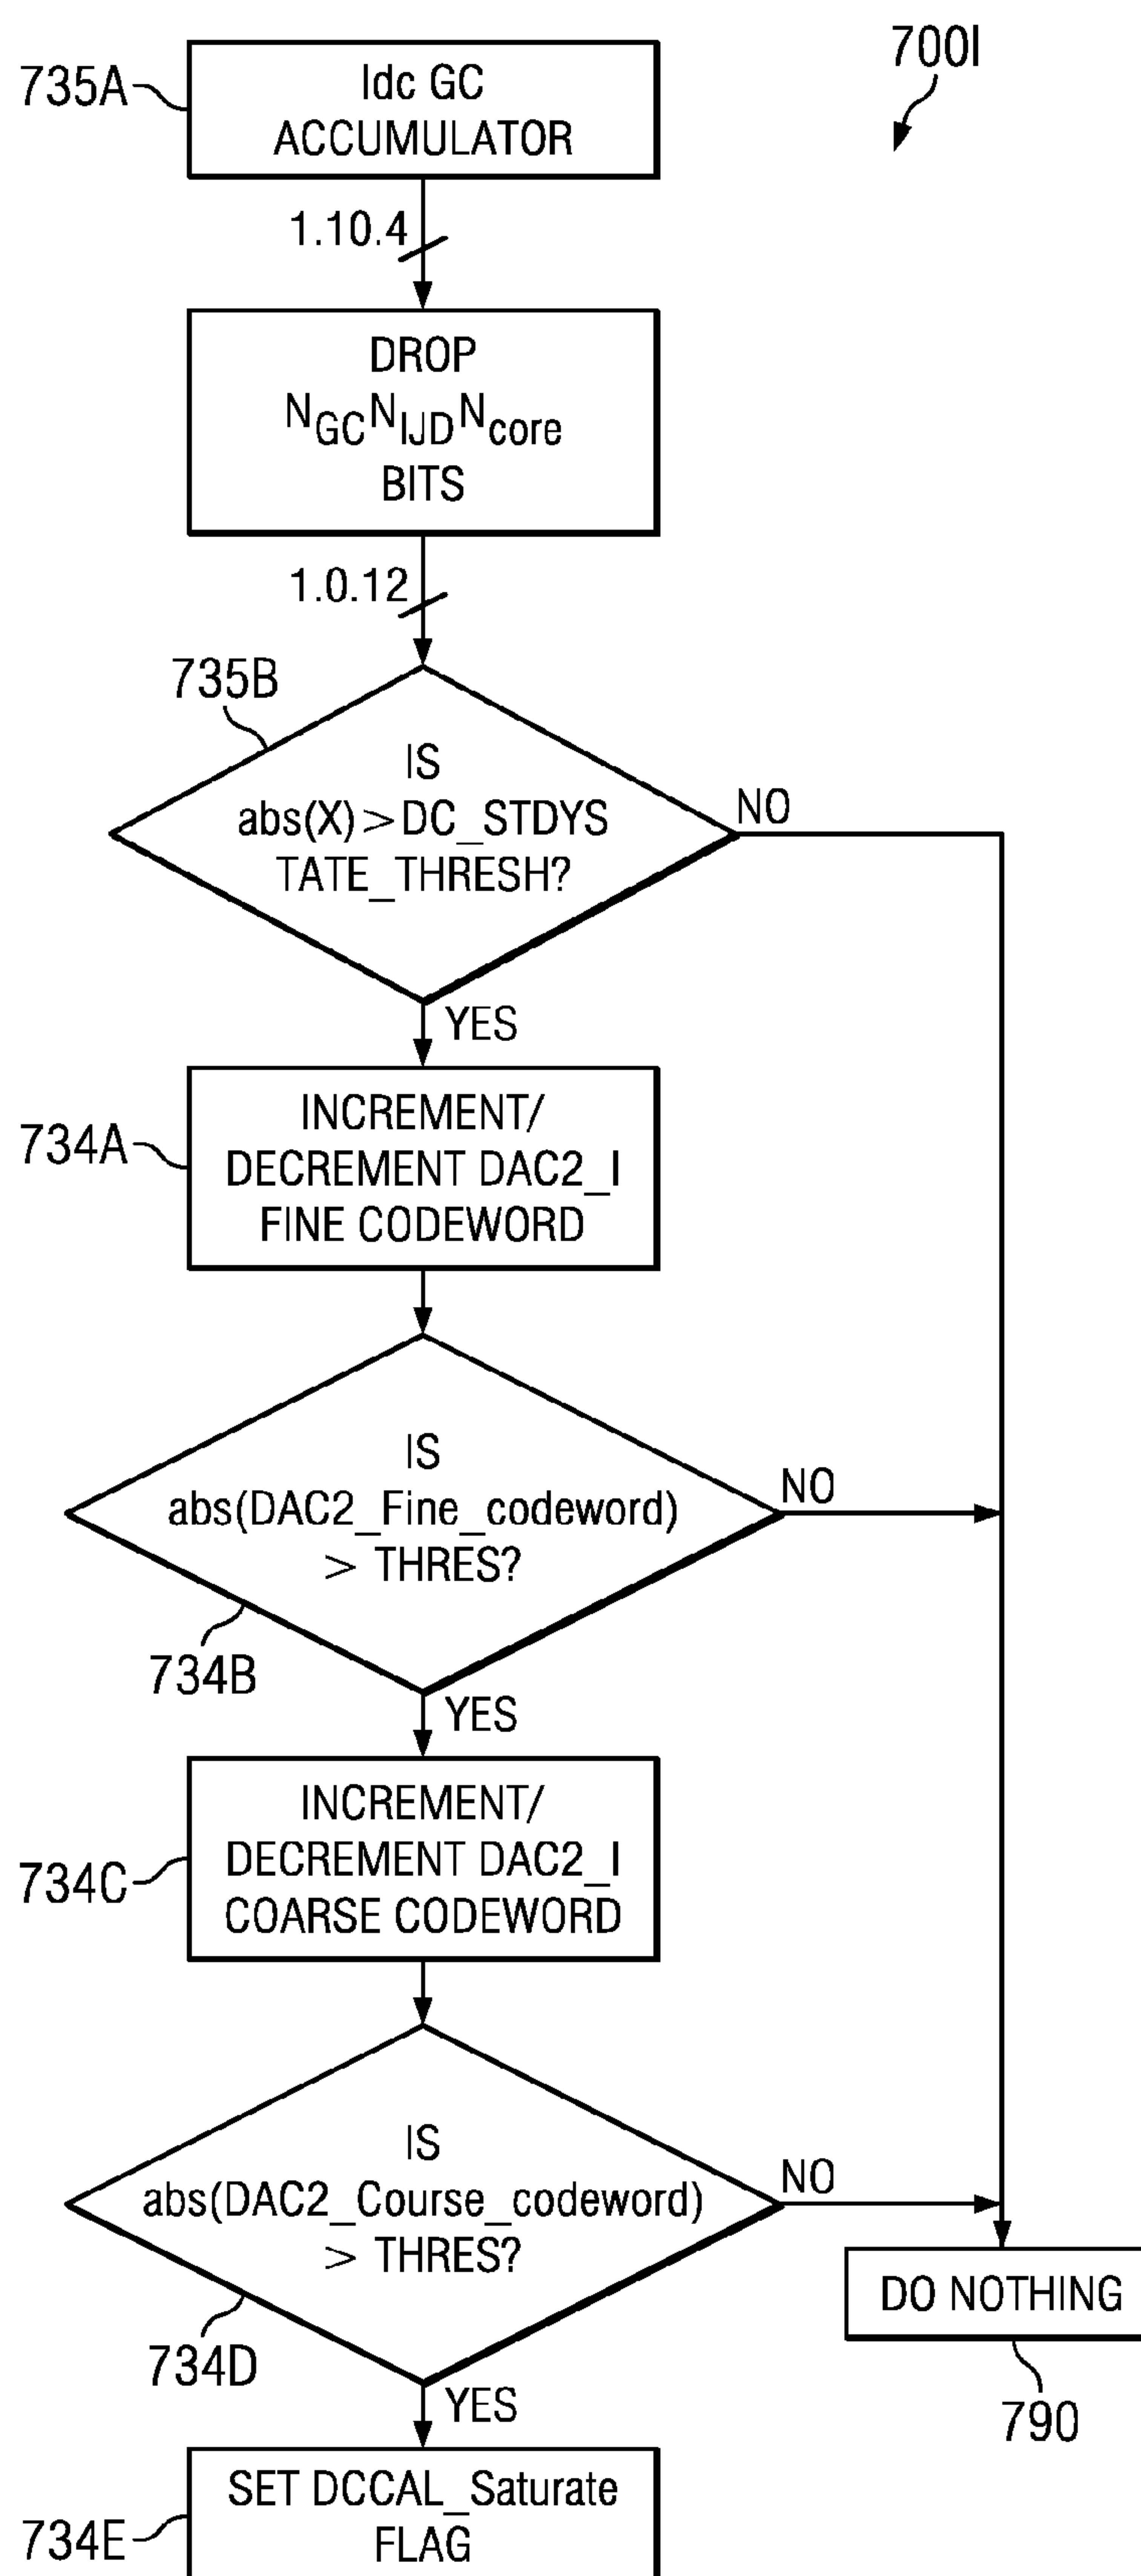 700I
735A
Idc GC
ACCUMULATOR
1.10.4
DROP
NGCNIJDNcore
BITS
1.0.12
735B
IS
abs(X) > DC_STDYS
TATE_THRESH?
NO
YES
734A
INCREMENT/
DECREMENT DAC2_I
FINE CODEWORD
IS
abs(DAC2_Fine_codeword)
> THRES?
NO
734B
YES
734C
INCREMENT/
DECREMENT DAC2_I
COARSE CODEWORD
IS
abs(DAC2_Course_codeword)
> THRES?
NO
DO NOTHING
790
734D
YES
734E
SET DCCAL_Saturate
FLAG